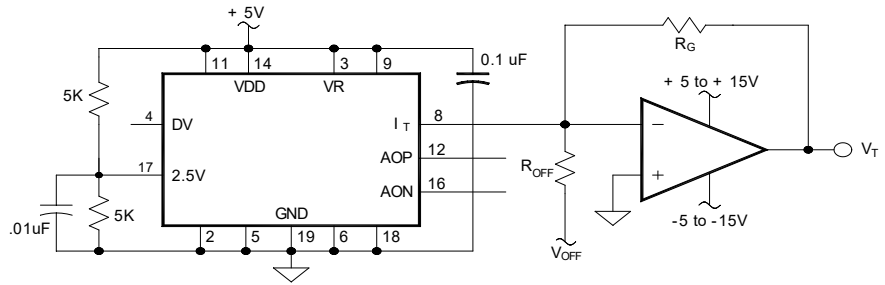 + 5V
0.1 uF
R_G
11 14 3 9
VDD VR
+ 5 to + 15V
5K
4 DV
I_T 8
−
V_T
AOP 12
17 2.5V
R_OFF
+
AON 16
.01uF
5K
GND
-5 to -15V
2 5 19 6 18
V_OFF